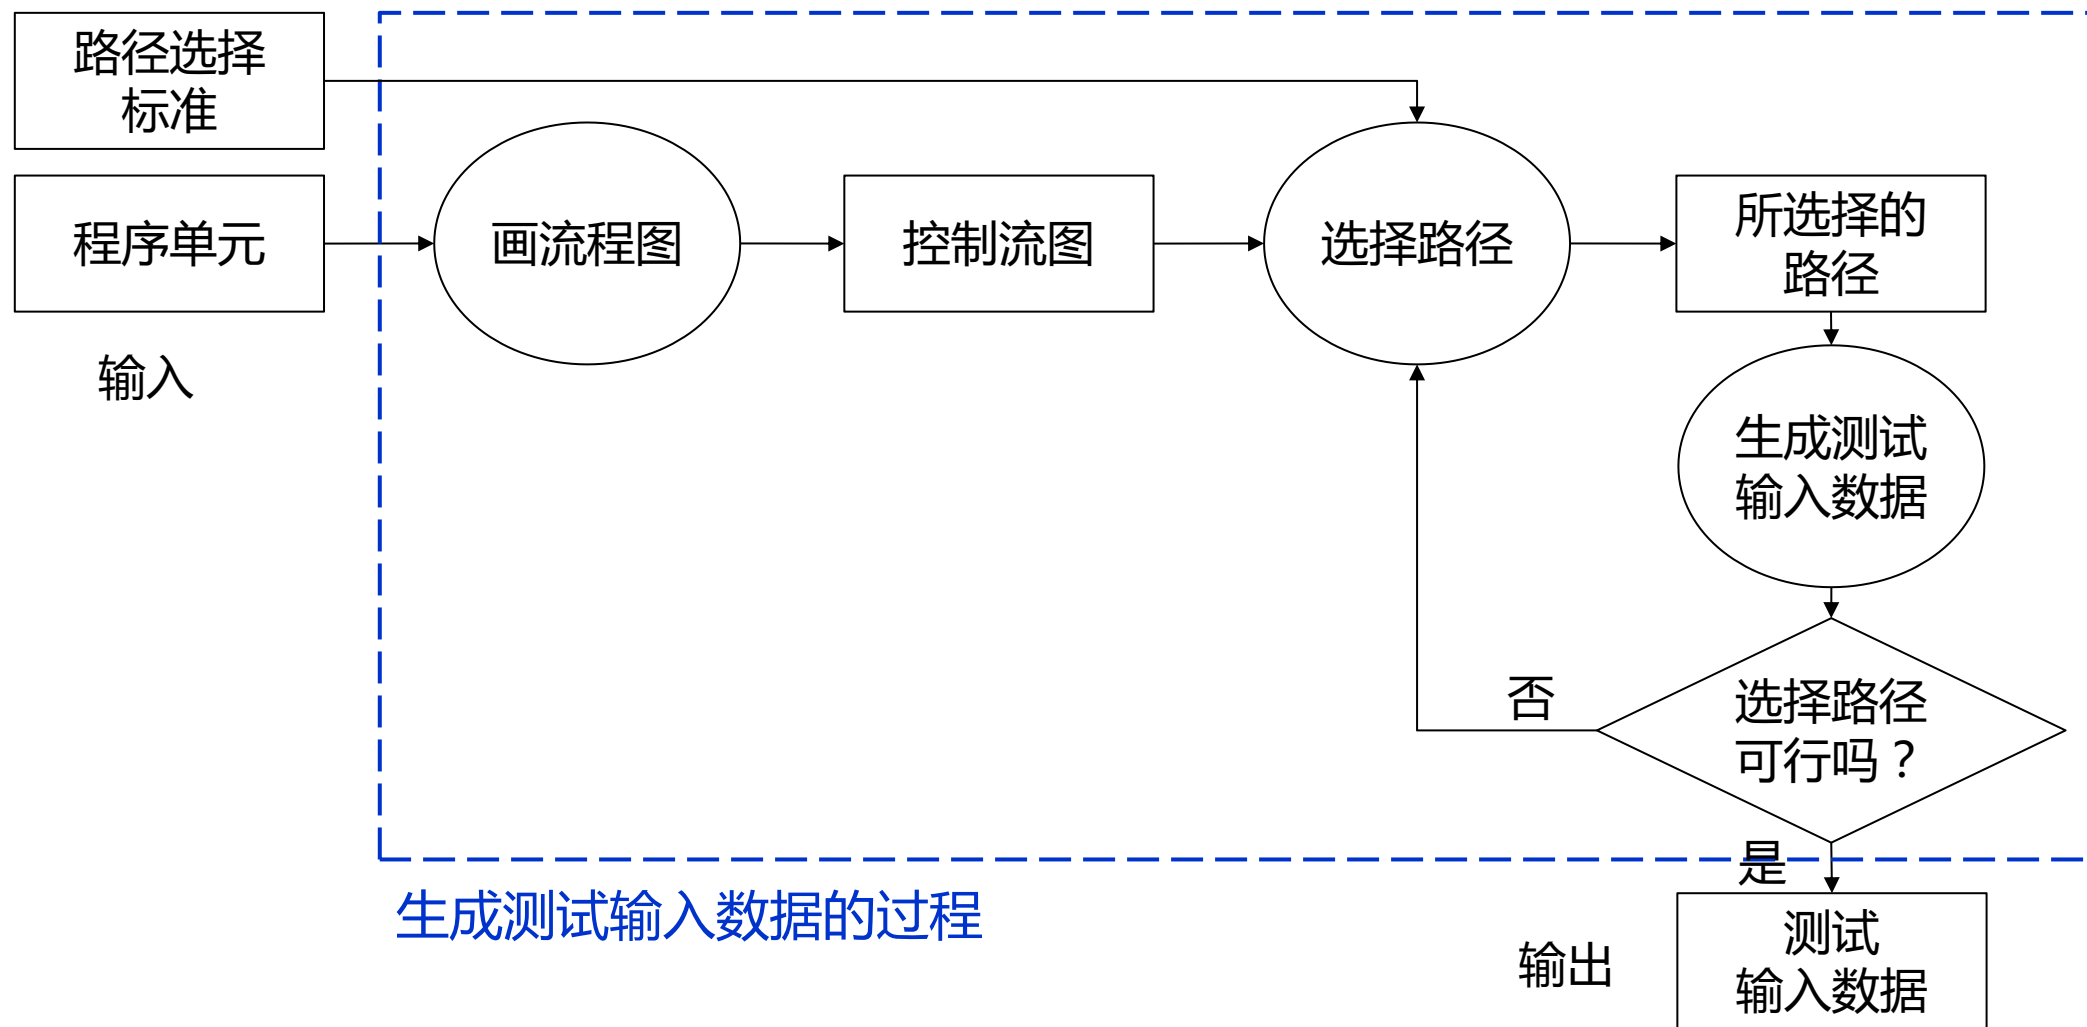 路径选择
标准
程序单元
输入
画流程图
控制流图
选择路径
所选择的
路径
生成测试
输入数据
选择路径
可行吗？
否
是
生成测试输入数据的过程
输出
测试
输入数据